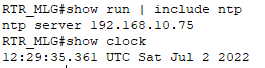 RTR_MLG#show run | include ntp
ntp server 192.168.10.75
RTR_MLG#show clock
12:29:35.361 UTC Sat Jul 2 2022